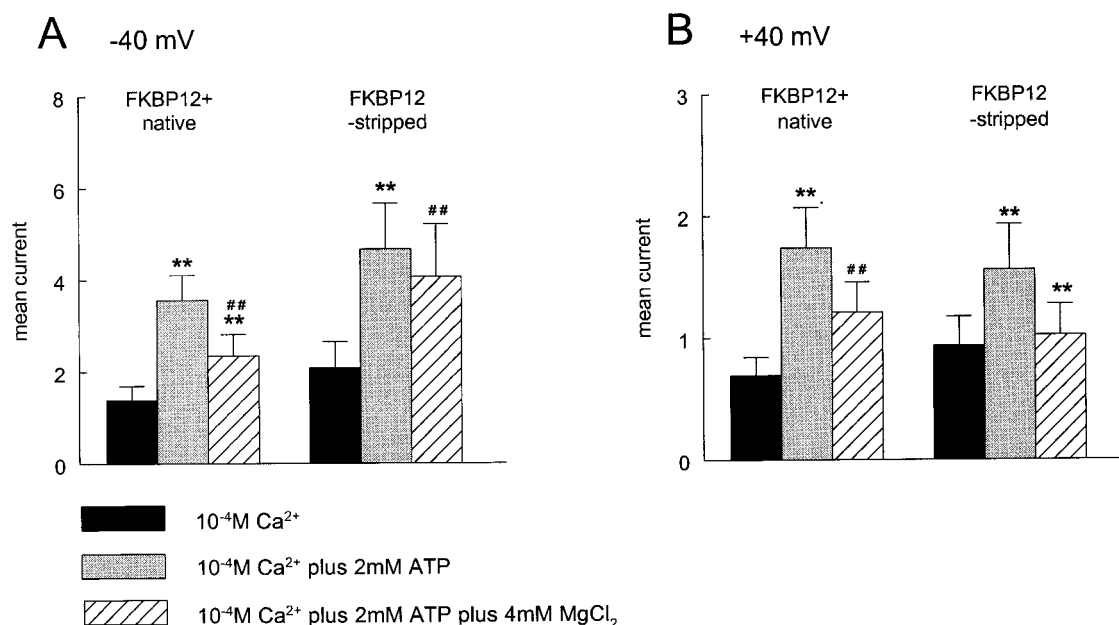 A
-40 mV
FKBP12+
native
FKBP12
-stripped
mean current
8
6
4
2
0
**
##
**
**
##
B
+40 mV
FKBP12+
native
FKBP12
-stripped
mean current
3
2
1
0
**
##
**
**
10⁻⁴M Ca²⁺
10⁻⁴M Ca²⁺ plus 2mM ATP
10⁻⁴M Ca²⁺ plus 2mM ATP plus 4mM MgCl₂